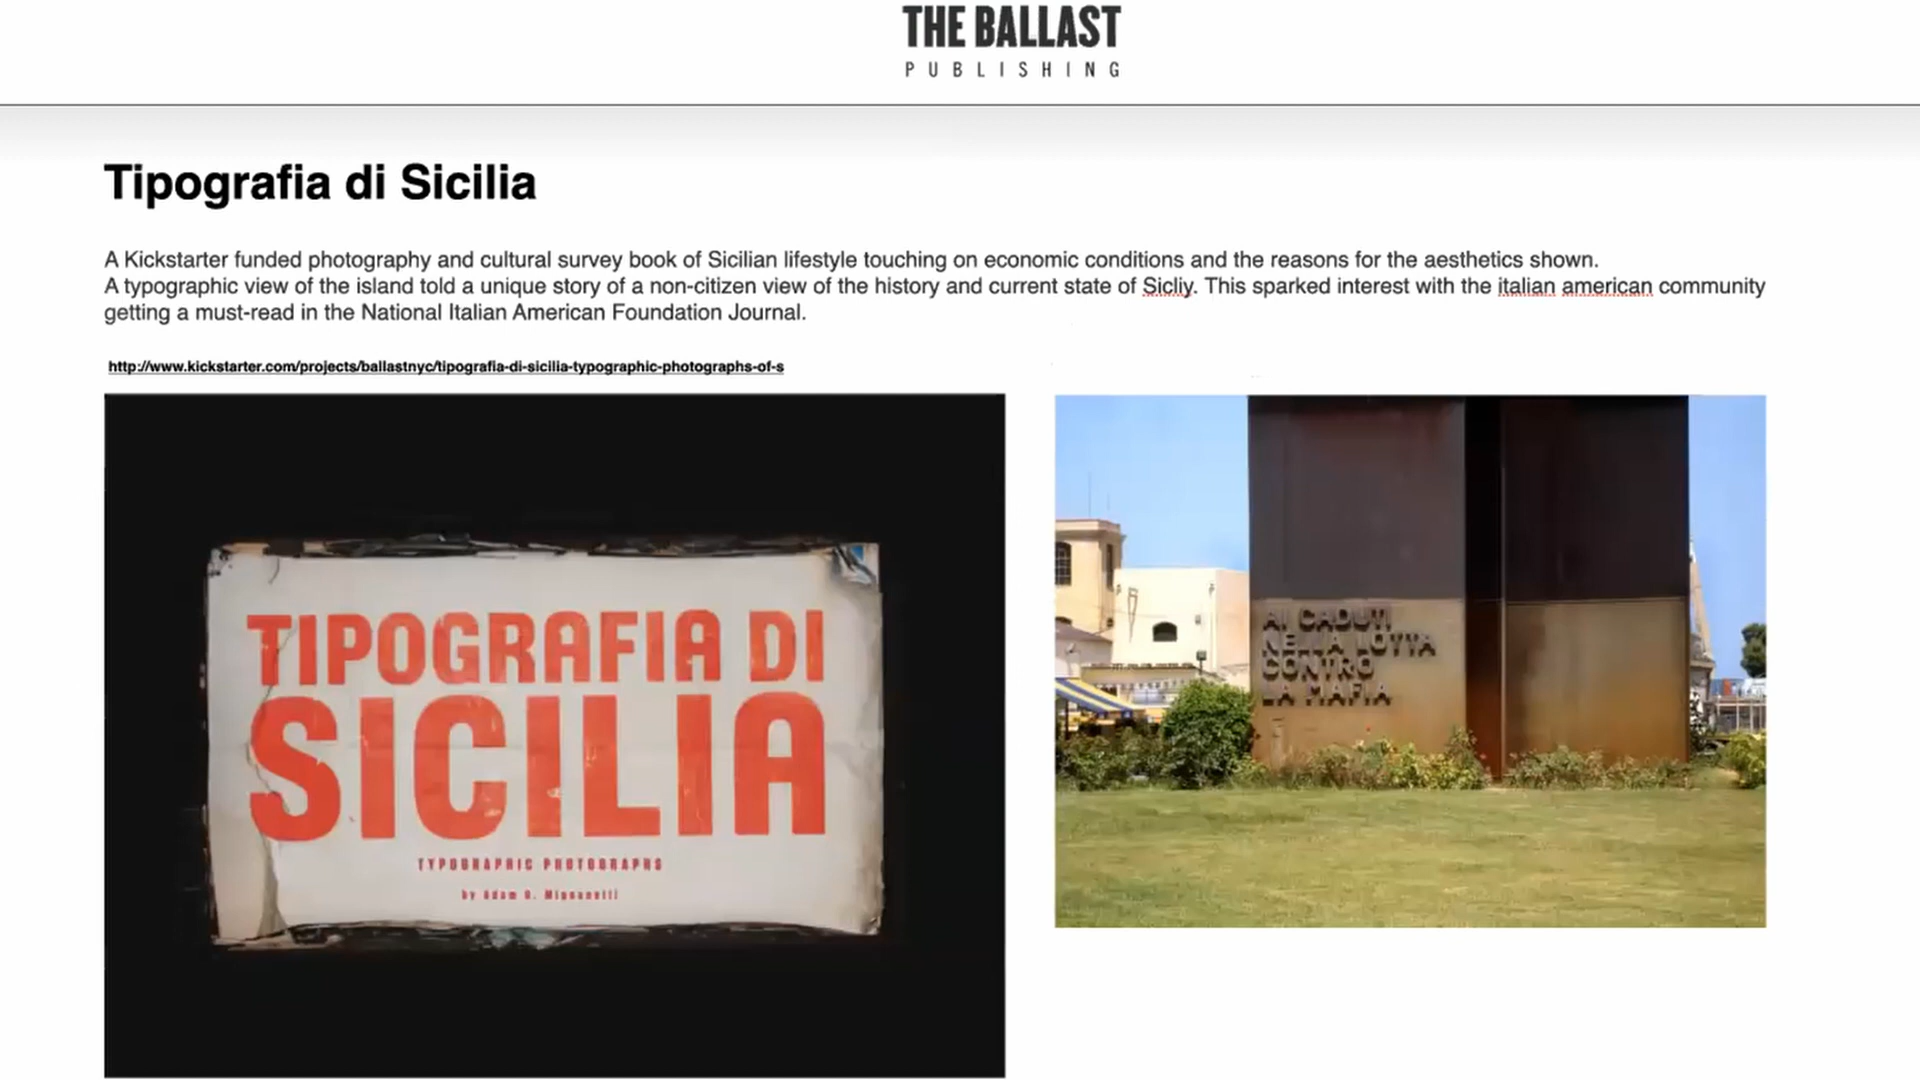 THE BALLAST
PUBLISHING
Tipografia di Sicilia
A Kickstarter funded photography and cultural survey book of Sicilian lifestyle touching on economic conditions and the reasons for the aesthetics shown.
A typographic view of the island told a unique story of a non-citizen view of the history and current state of Sicliy. This sparked interest with the italian american community
getting a must-read in the National Italian American Foundation Journal.
http://www.kickstarter.com/projects/ballastnyc/tipografia-di-sicilia-typographic-photographs-of-s
TIPOGRAFIA DI
SICILIA
TYPOGRAPHIC PHOTOGRAPHS
by Adam G. Mignanelli
AI CADUTI
NELLA LOTTA
CONTRO
LA MAFIA